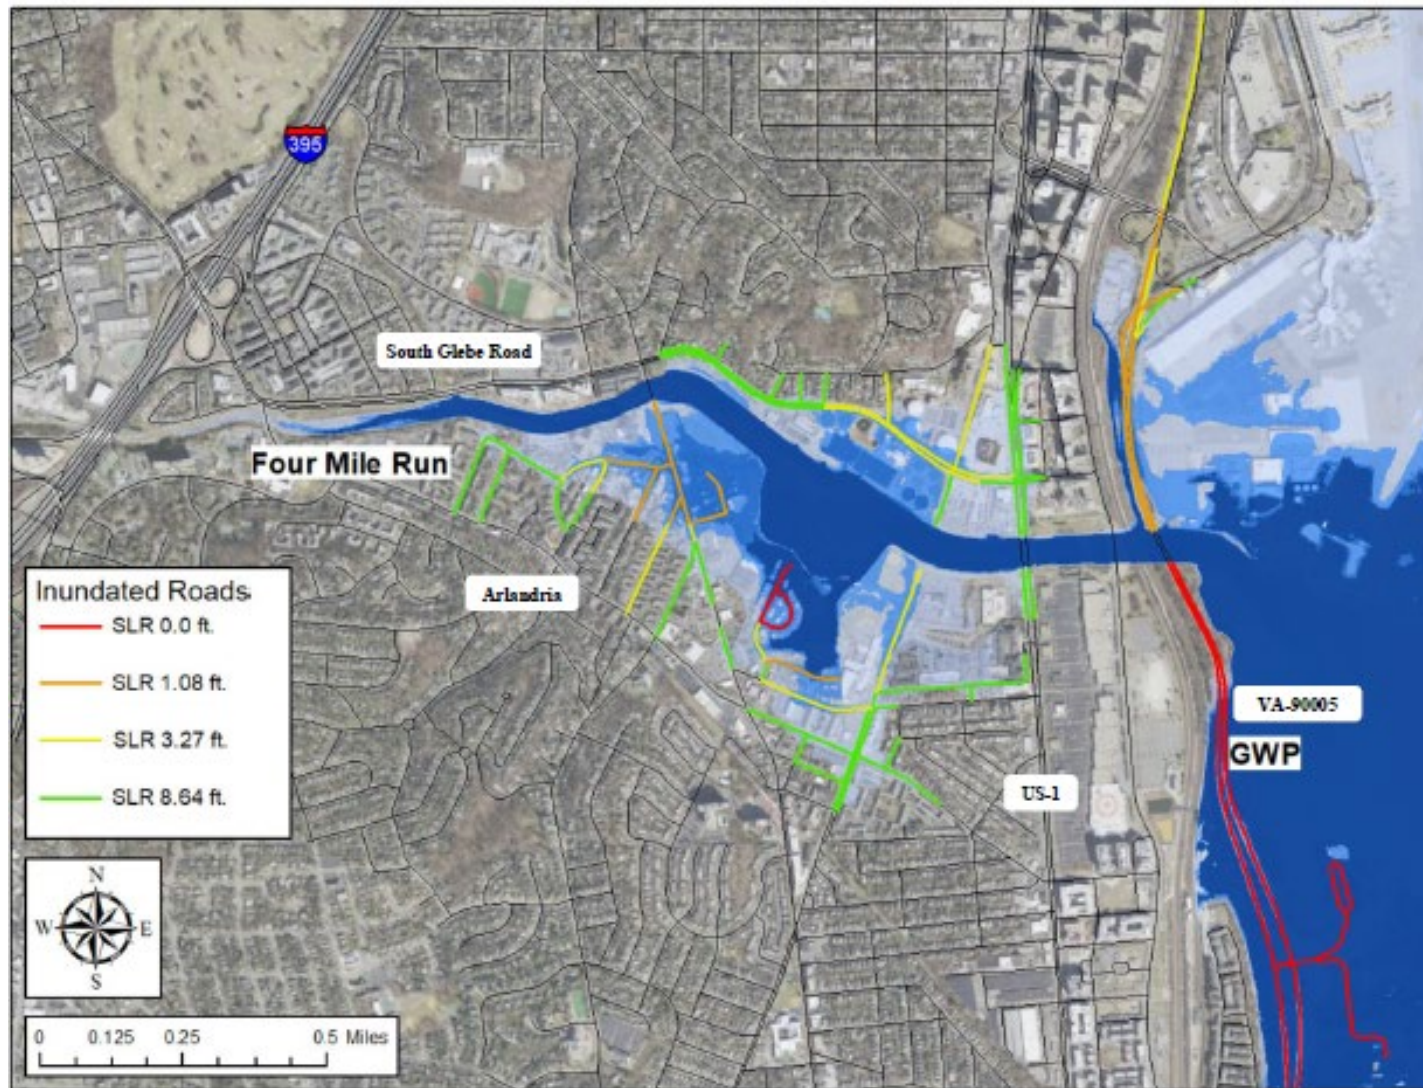 395
South Glebe Road
Four Mile Run
Arlandria
Inundated Roads
SLR 0.0 ft.
SLR 1.08 ft.
SLR 3.27 ft.
SLR 8.64 ft.
VA-90005
GWP
US-1
N
W E
S
0 0.125 0.25 0.5 Miles